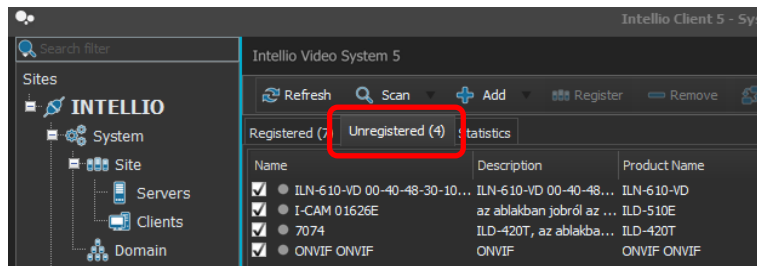 Intellio Client 5 - Sy
Search filter
Intellio Video System 5
Sites
Refresh Scan Add Register Remove
INTELLIO
System
Registered (7) Unregistered (4) Statistics
Site
Name Description Product Name
Servers
ILN-610-VD 00-40-48-30-10... ILN-610-VD 00-40-48... ILN-610-VD
I-CAM 01626E az ablakban jobról az ... ILD-510E
Clients
7074 ILD-420T, az ablakba... ILD-420T
Domain
ONVIF ONVIF ONVIF ONVIF ONVIF